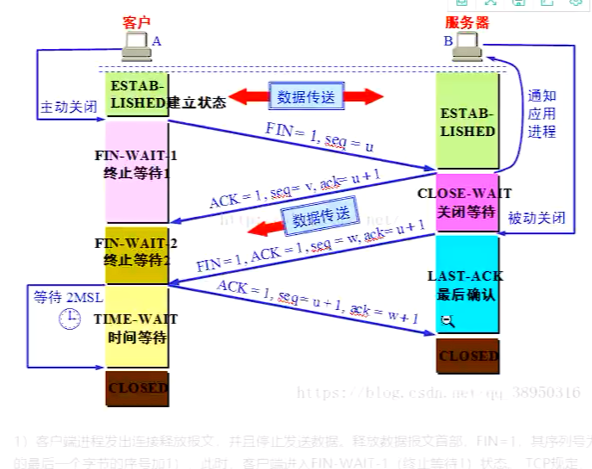 客户
服务器
A
B
ESTAB-
LISHED
建立状态
数据传送
主动关闭
ESTAB-
LISHED
通知
应用
进程
FIN = 1, seq = u
FIN-WAIT-1
终止等待1
ACK = 1, seq= v, ack= u + 1
CLOSE-WAIT
关闭等待
被动关闭
数据传送
FIN-WAIT-2
终止等待2
FIN=1, ACK = 1, seq = w, ack= u + 1
LAST-ACK
最后确认
等待 2MSL
TIME-WAIT
时间等待
ACK = 1, seq= u + 1, ack = w + 1
CLOSED
CLOSED
https://blog.csdn.net/qq_38950316
1）客户端进程发出连接释放报文，并且停止发送数据。释放数据报文首部，FIN=1，其序列号为
的最后一个字节的序号加1），此时，客户端进入FIN-WAIT-1（终止等待1）状态。 TCP规定